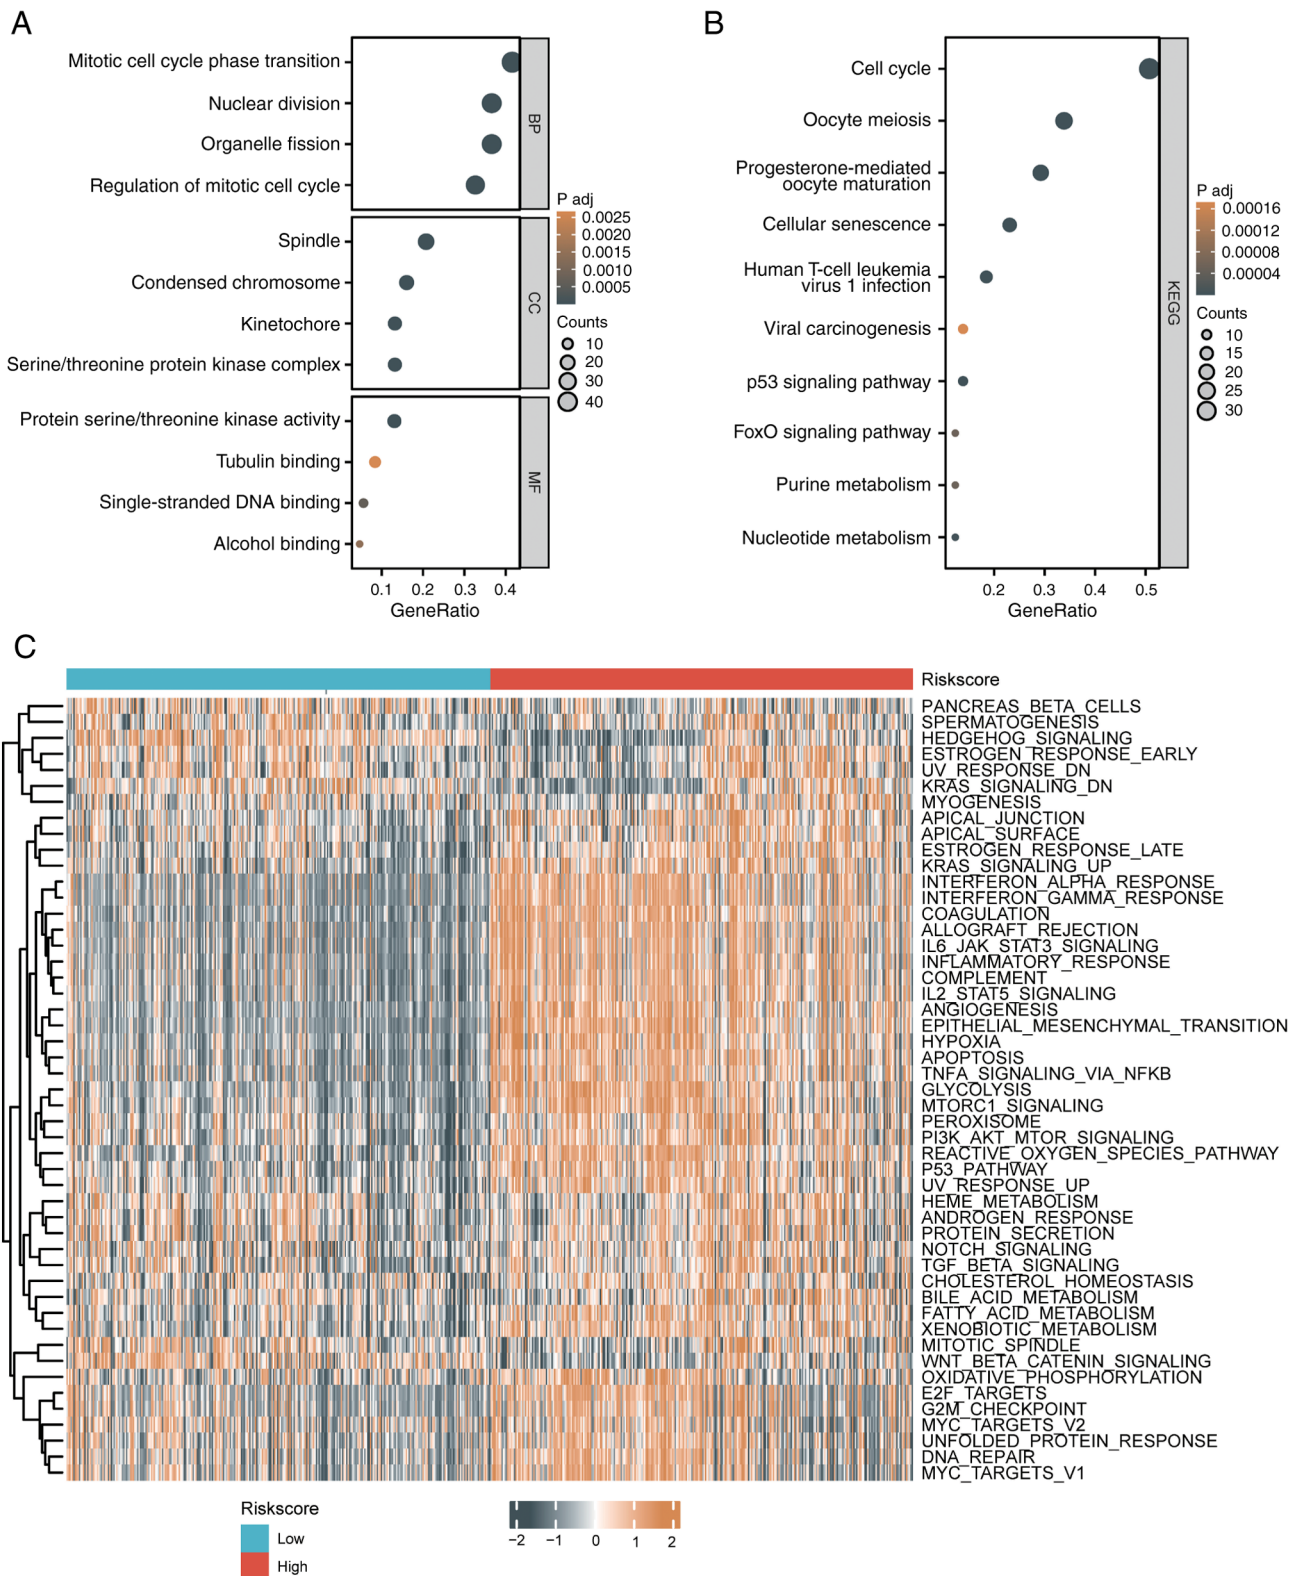 A
Mitotic cell cycle phase transition
Nuclear division
Organelle fission
Regulation of mitotic cell cycle
BP
Spindle
Condensed chromosome
Kinetochore
Serine/threonine protein kinase complex
CC
Protein serine/threonine kinase activity
Tubulin binding
Single-stranded DNA binding
Alcohol binding
MF
0.1 0.2 0.3 0.4
GeneRatio
P adj
0.0025
0.0020
0.0015
0.0010
0.0005
Counts
10
20
30
40
B
Cell cycle
Oocyte meiosis
Progesterone-mediated
oocyte maturation
Cellular senescence
Human T-cell leukemia
virus 1 infection
Viral carcinogenesis
p53 signaling pathway
FoxO signaling pathway
Purine metabolism
Nucleotide metabolism
KEGG
0.2 0.3 0.4 0.5
GeneRatio
P adj
0.00016
0.00012
0.00008
0.00004
Counts
10
15
20
25
30
C
Riskscore
PANCREAS_BETA_CELLS
SPERMATOGENESIS
HEDGEHOG_SIGNALING
ESTROGEN_RESPONSE_EARLY
UV_RESPONSE_DN
KRAS_SIGNALING_DN
MYOGENESIS
APICAL_JUNCTION
APICAL_SURFACE
ESTROGEN_RESPONSE_LATE
KRAS_SIGNALING_UP
INTERFERON_ALPHA_RESPONSE
INTERFERON_GAMMA_RESPONSE
COAGULATION
ALLOGRAFT_REJECTION
IL6_JAK_STAT3_SIGNALING
INFLAMMATORY_RESPONSE
COMPLEMENT
IL2_STAT5_SIGNALING
ANGIOGENESIS
EPITHELIAL_MESENCHYMAL_TRANSITION
HYPOXIA
APOPTOSIS
TNFA_SIGNALING_VIA_NFKB
GLYCOLYSIS
MTORC1_SIGNALING
PEROXISOME
PI3K_AKT_MTOR_SIGNALING
REACTIVE_OXYGEN_SPECIES_PATHWAY
P53_PATHWAY
UV_RESPONSE_UP
HEME_METABOLISM
ANDROGEN_RESPONSE
PROTEIN_SECRETION
NOTCH_SIGNALING
TGF_BETA_SIGNALING
CHOLESTEROL_HOMEOSTASIS
BILE_ACID_METABOLISM
FATTY_ACID_METABOLISM
XENOBIOTIC_METABOLISM
MITOTIC_SPINDLE
WNT_BETA_CATENIN_SIGNALING
OXIDATIVE_PHOSPHORYLATION
E2F_TARGETS
G2M_CHECKPOINT
MYC_TARGETS_V2
UNFOLDED_PROTEIN_RESPONSE
DNA_REPAIR
MYC_TARGETS_V1
Riskscore
Low
High
−2 −1 0 1 2